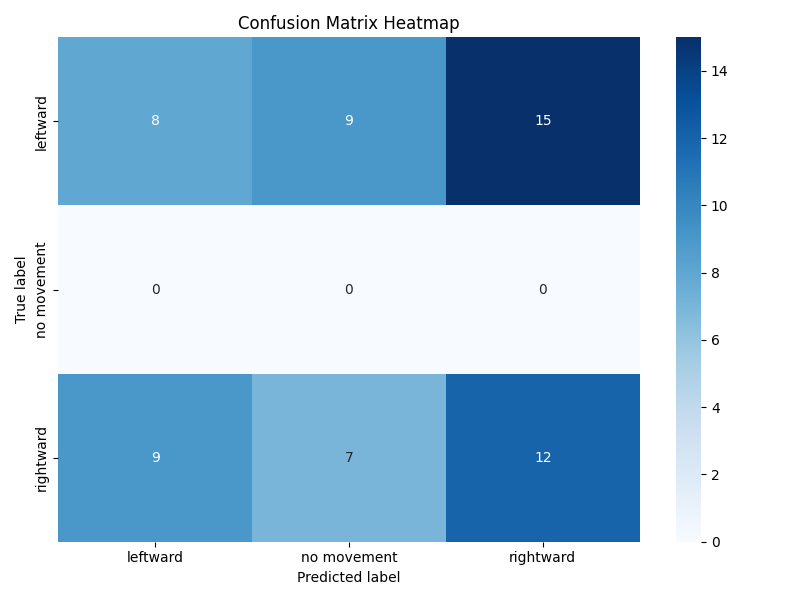 Confusion Matrix Heatmap
True label
leftward
8 9 15
no movement
0 0 0
rightward
9 7 12
leftward no movement rightward
Predicted label
14
12
10
8
6
4
2
0